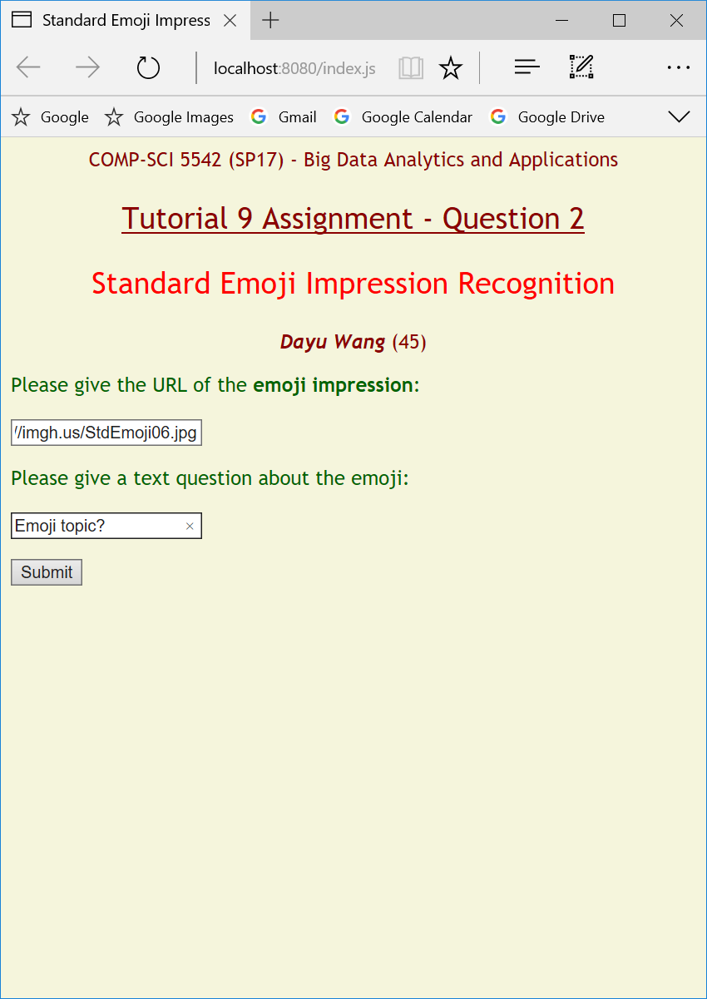 Standard Emoji Impress
localhost:8080/index.js
Google Google Images Gmail Google Calendar Google Drive
COMP-SCI 5542 (SP17) - Big Data Analytics and Applications
Tutorial 9 Assignment - Question 2
Standard Emoji Impression Recognition
Dayu Wang (45)
Please give the URL of the emoji impression:
//imgh.us/StdEmoji06.jpg
Please give a text question about the emoji:
Emoji topic?
Submit